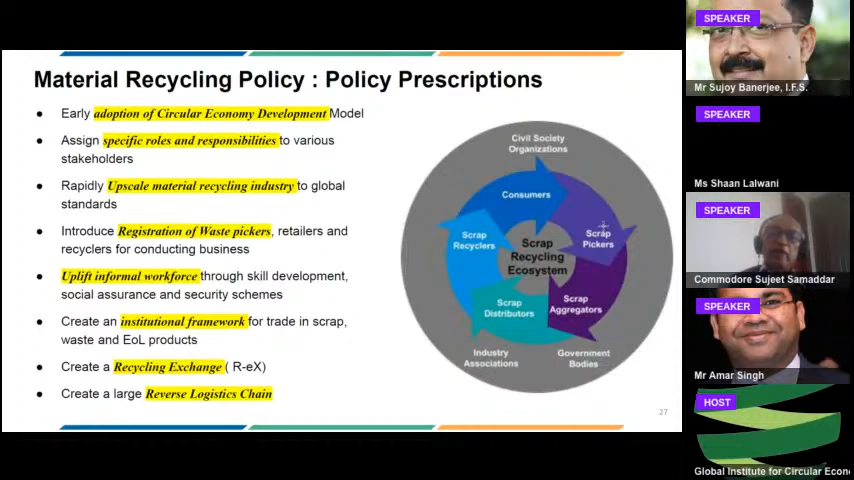 Material Recycling Policy : Policy Prescriptions
● Early adoption of Circular Economy Development Model
● Assign specific roles and responsibilities to various
stakeholders
● Rapidly Upscale material recycling industry to global
standards
● Introduce Registration of Waste pickers, retailers and
recyclers for conducting business
● Uplift informal workforce through skill development,
social assurance and security schemes
● Create an institutional framework for trade in scrap,
waste and EoL products
● Create a Recycling Exchange ( R-eX)
● Create a large Reverse Logistics Chain
Civil Society
Organizations
Consumers
Scrap
Pickers
Scrap
Recyclers
Scrap
Recycling
Ecosystem
Scrap
Aggregators
Scrap
Distributors
Industry
Associations
Government
Bodies
27
SPEAKER
Mr Sujoy Banerjee, I.F.S.
SPEAKER
Ms Shaan Lalwani
SPEAKER
Commodore Sujeet Samaddar
SPEAKER
Mr Amar Singh
HOST
Global Institute for Circular Econ